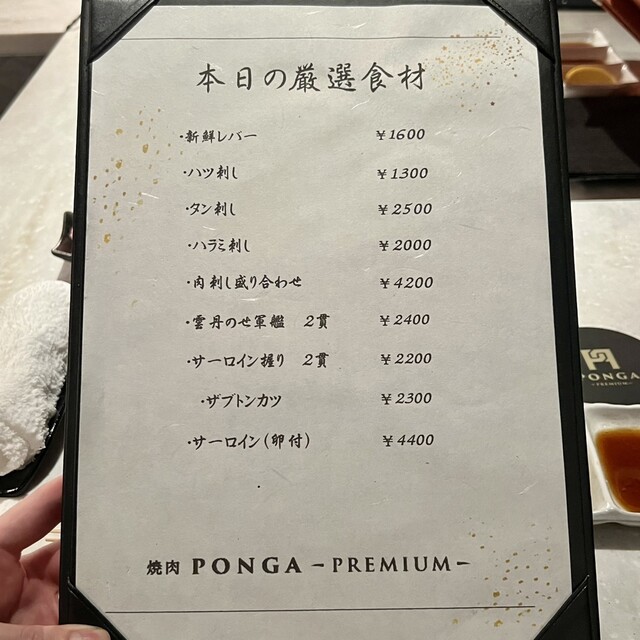 本日の厳選食材
・新鮮レバー ￥1600
・ハツ刺し ￥1300
・タン刺し ￥2500
・ハラミ刺し ￥2000
・肉刺し盛り合わせ ￥4200
・雲丹のせ軍艦 2貫 ￥2400
・サーロイン握り 2貫 ￥2200
・ザブトンカツ ￥2300
・サーロイン(卵付) ￥4400
焼肉 PONGA -PREMIUM-
PONGA
-PREMIUM-